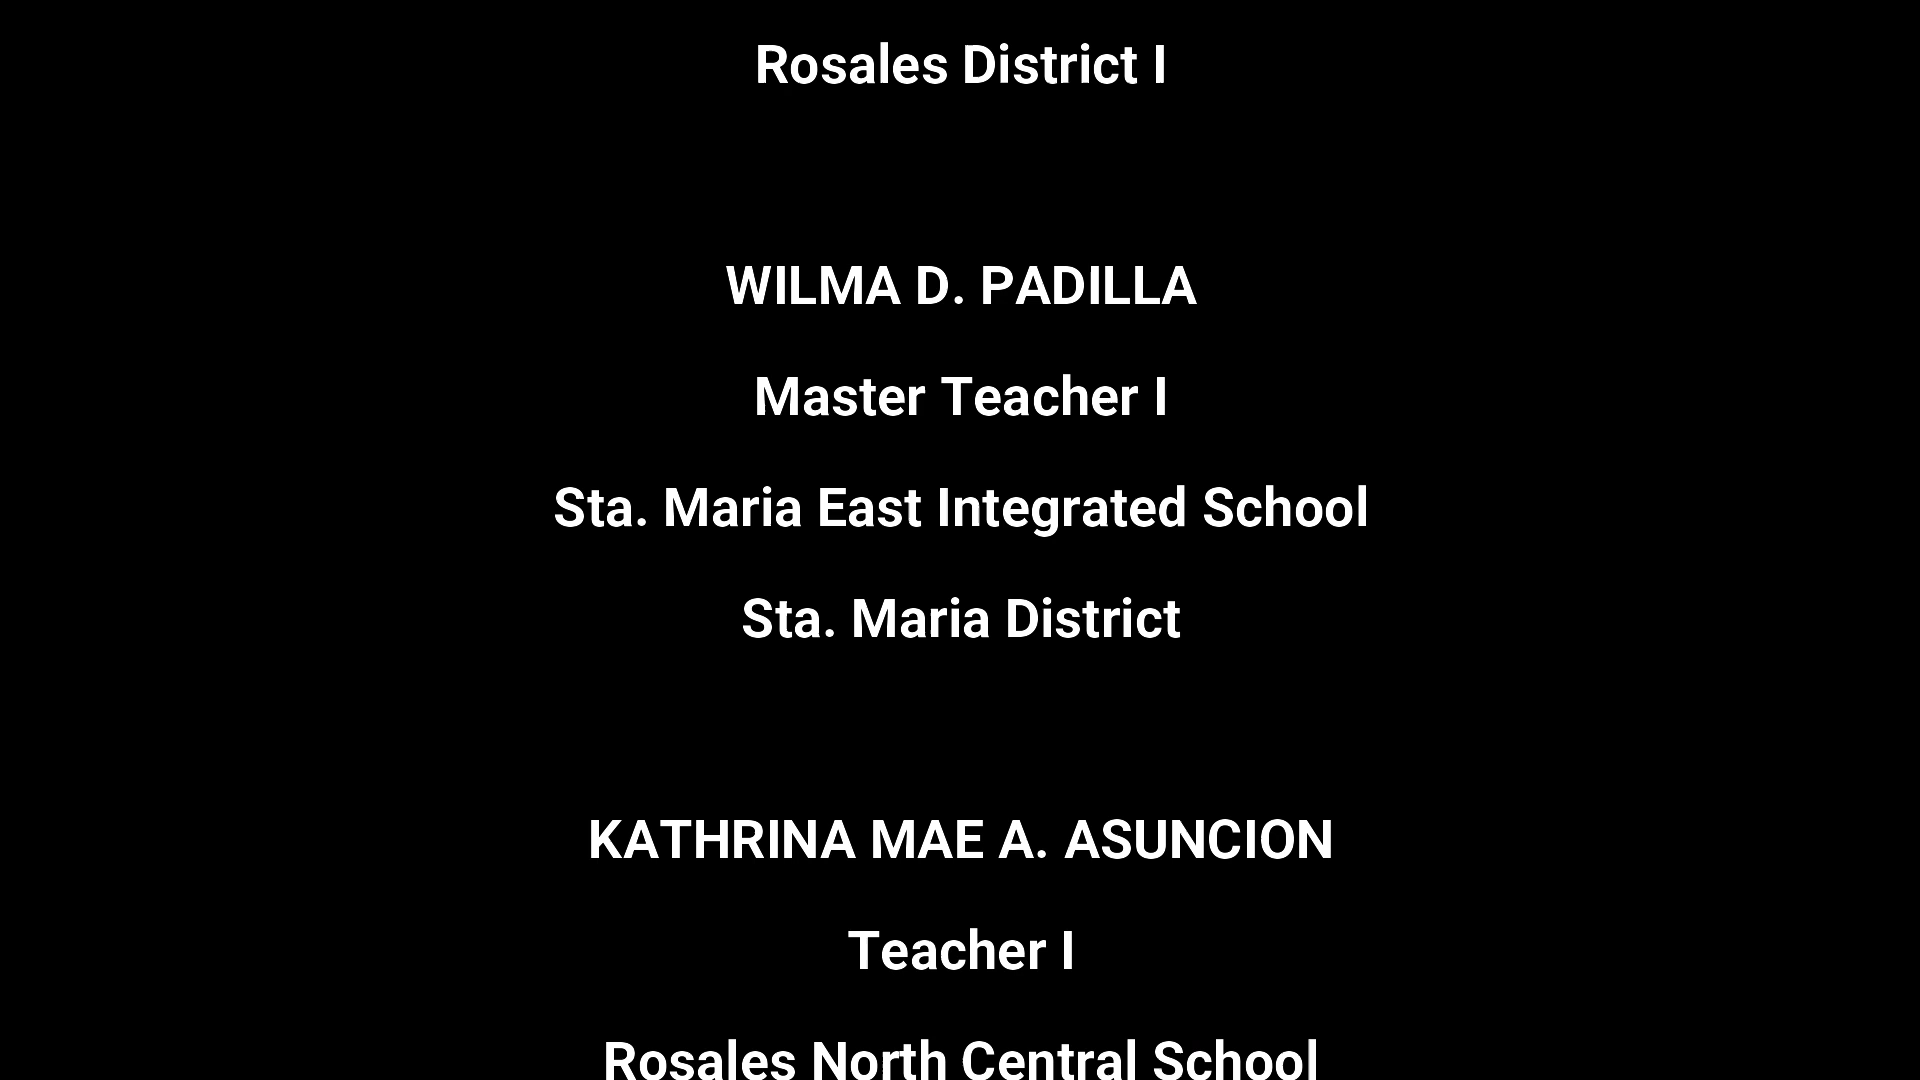 Rosales District I
WILMA D. PADILLA
Master Teacher I
Sta. Maria East Integrated School
Sta. Maria District
KATHRINA MAE A. ASUNCION
Teacher I
Rosales North Central School